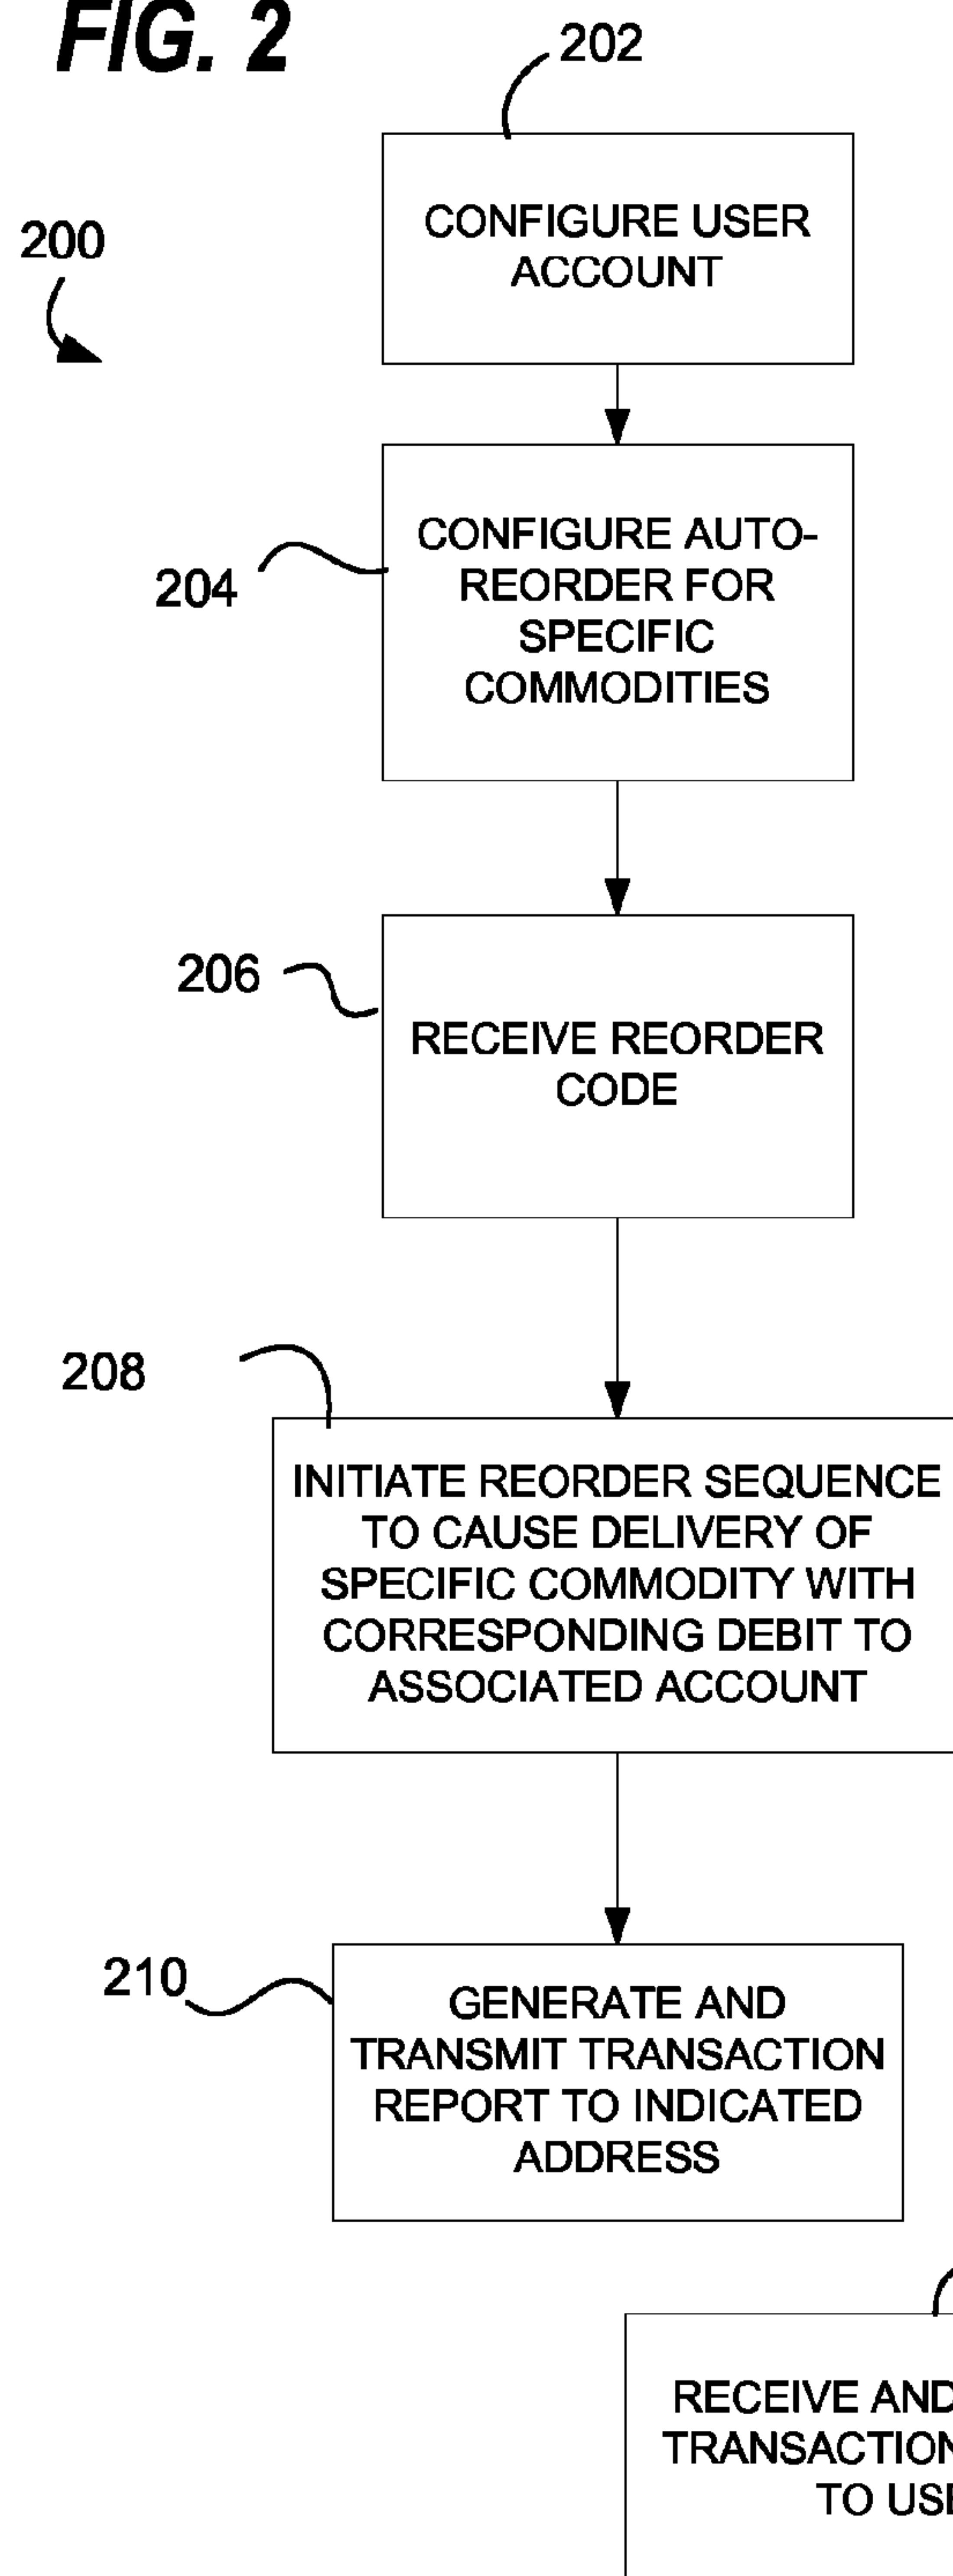 FIG. 2
202
CONFIGURE USER
ACCOUNT
200
CONFIGURE AUTO-
REORDER FOR
SPECIFIC
COMMODITIES
204
206
RECEIVE REORDER
CODE
208
INITIATE REORDER SEQUENCE
TO CAUSE DELIVERY OF
SPECIFIC COMMODITY WITH
CORRESPONDING DEBIT TO
ASSOCIATED ACCOUNT
210
GENERATE AND
TRANSMIT TRANSACTION
REPORT TO INDICATED
ADDRESS
RECEIVE AND
TRANSACTION
TO